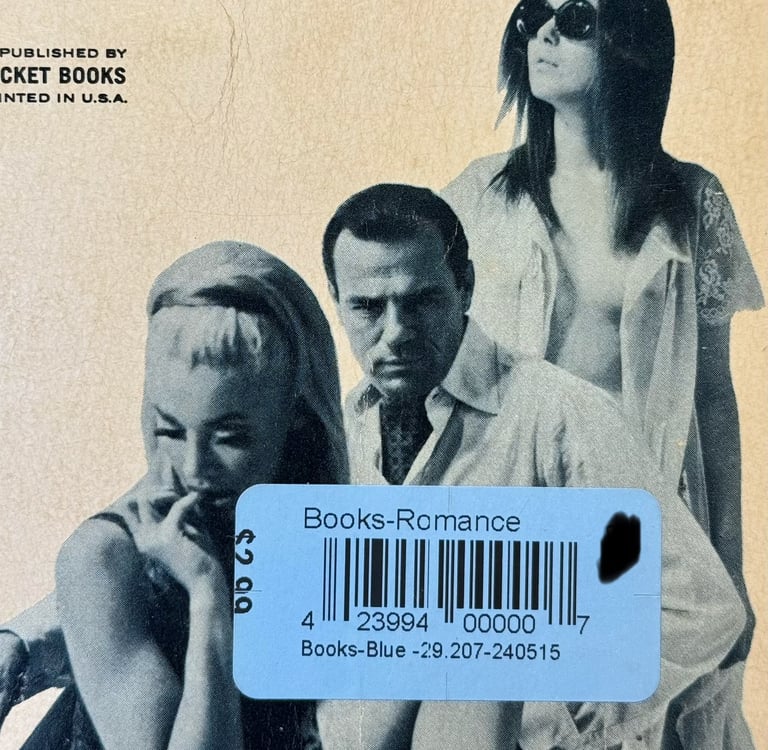 PUBLISHED BY
CKET BOOKS
INTED IN U.S.A.
Books-Romance
$2.99
4 23994 00000 7
Books-Blue -29.207-240515